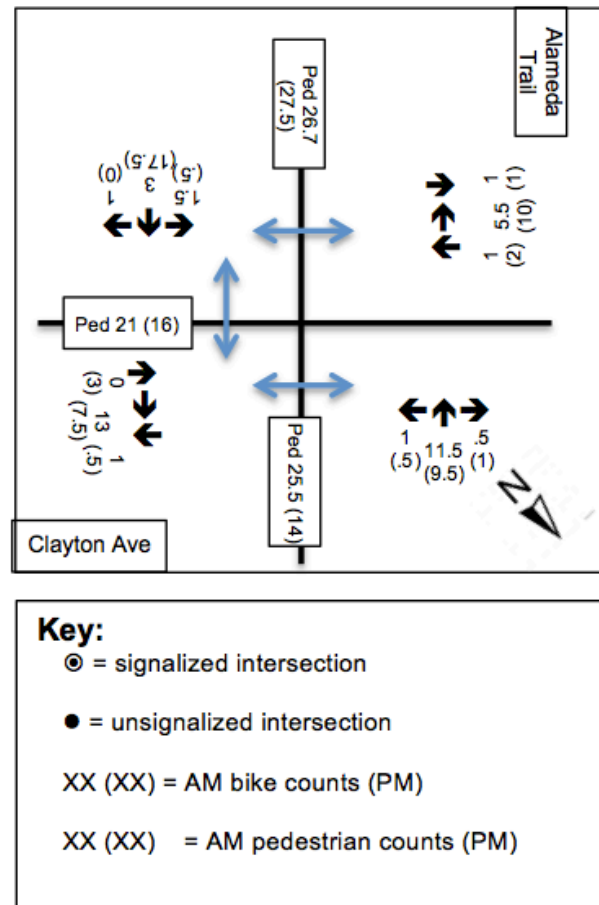 Alameda
Trail
Ped 26.7
(27.5)
1 3 1.5
(0) (17.5) (.5)
1 5.5 1
(1) (10) (2)
Ped 21 (16)
0 13 1
(3) (7.5) (.5)
1 11.5 .5
(.5) (9.5) (1)
Ped 25.5 (14)
N
Clayton Ave
Key:
= signalized intersection
= unsignalized intersection
XX (XX) = AM bike counts (PM)
XX (XX) = AM pedestrian counts (PM)